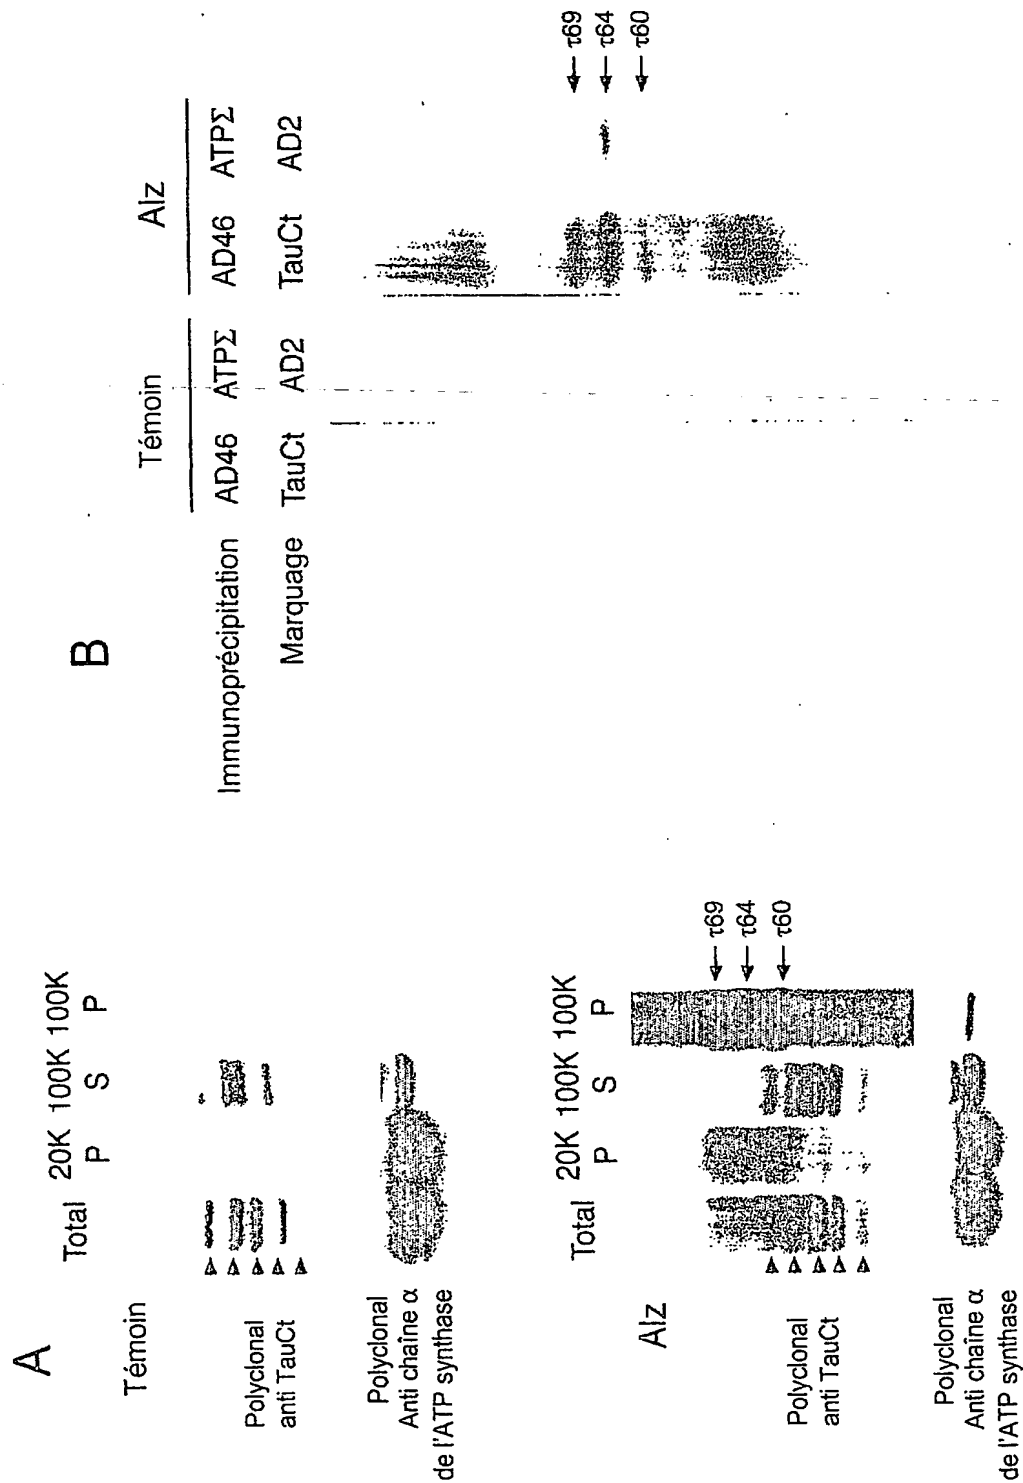 A
Témoin
Total 20K 100K 100K
P S P
Polyclonal
anti TauCt
Polyclonal
Anti chaîne α
de l'ATP synthase
Alz
Total 20K 100K 100K
P S P
Polyclonal
anti TauCt
τ69
τ64
τ60
Polyclonal
Anti chaîne α
de l'ATP synthase
B
Témoin Alz
Immunoprécipitation AD46 ATPΣ AD46 ATPΣ
Marquage TauCt AD2 TauCt AD2
τ69
τ64
τ60